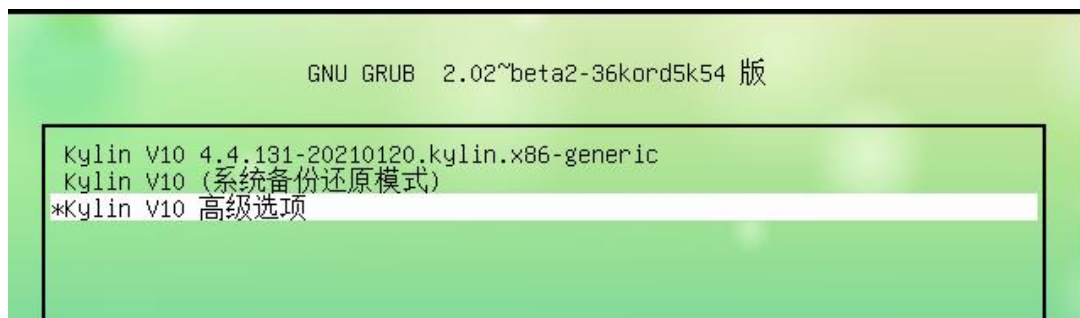 GNU GRUB 2.02~beta2-36kord5k54 版
Kylin V10 4.4.131-20210120.kylin.x86-generic
Kylin V10 (系统备份还原模式)
*Kylin V10 高级选项